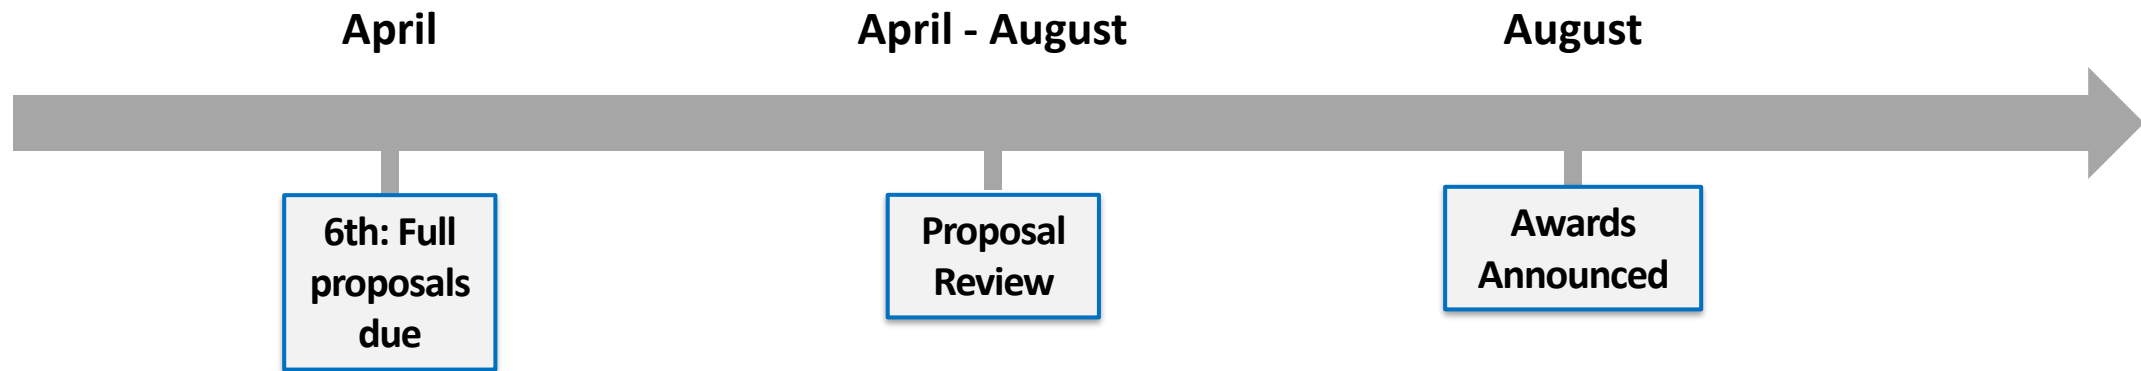 April
April - August
August
6th: Full
proposals
due
Proposal
Review
Awards
Announced